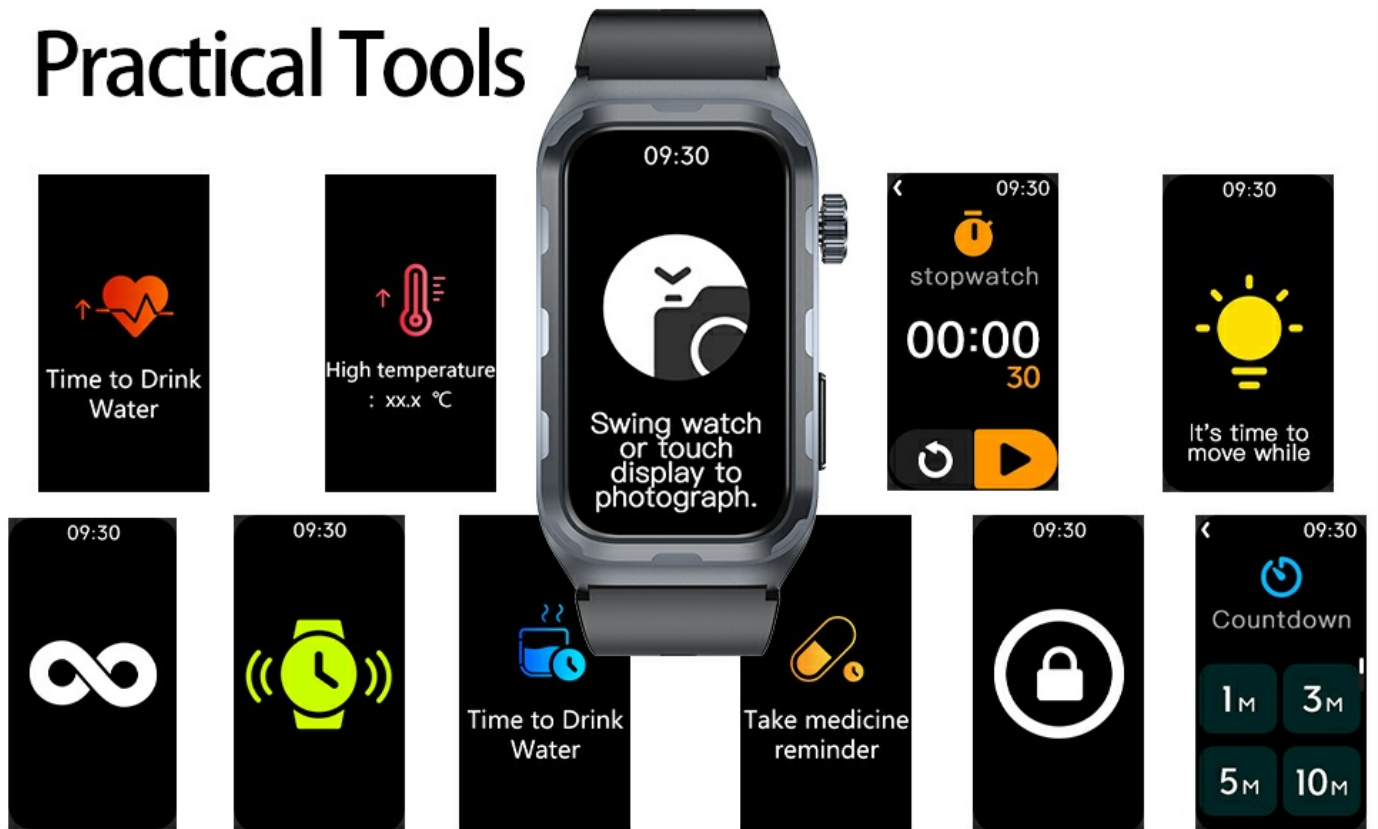 Practical Tools
Time to Drink
Water
High temperature
: xx.x ℃
09:30
Swing watch
or touch
display to
photograph.
09:30
stopwatch
00:00
30
09:30
It's time to
move while
09:30
09:30
Time to Drink
Water
Take medicine
reminder
09:30
09:30
Countdown
1M
3M
5M
10M